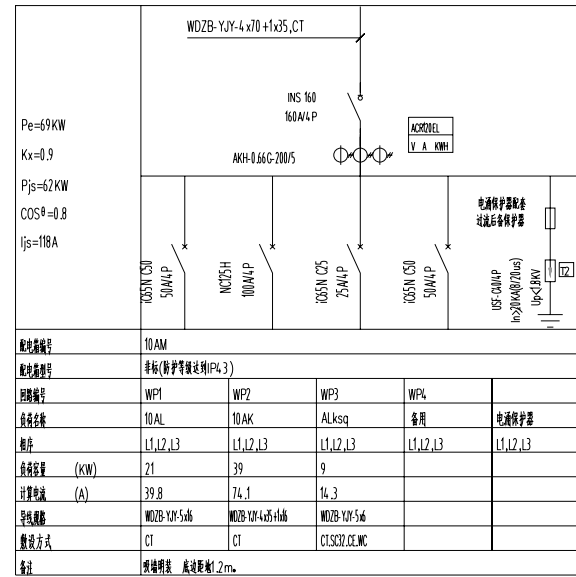 WDZB-YJY-4x70+1x35,CT
INS 160
160A/4P
Pe=69KW
Kx=0.9
Pjs=62KW
COSθ=0.8
Ijs=118A
AKH-0.66G-200/5
ACR120EL
V A KWH
iC65N C50
50A/4P
NC125H
100A/4P
iC65N C25
25A/4P
iC65N C50
50A/4P
电涌保护器配套
过流后备保护器
T2
In≥20KA(8/20us)
Up<1.8KV
配电箱编号 10AM
配电箱型号 非标(防护等级达到IP43)
回路编号 WP1 WP2 WP3 WP4
负荷名称 10AL 10AK ALksq 备用 电涌保护器
相序 L1,L2,L3 L1,L2,L3 L1,L2,L3 L1,L2,L3 L1,L2,L3
负荷容量 (KW) 21 39 9
计算电流 (A) 39.8 74.1 14.3
导线规格 WDZB-YJY-5x16 WDZB-YJY-4x35+1x16 WDZB-YJY-5x6
敷设方式 CT CT CT.SC32.CE.WC
备注 嵌墙明装 底边距地1.2m。